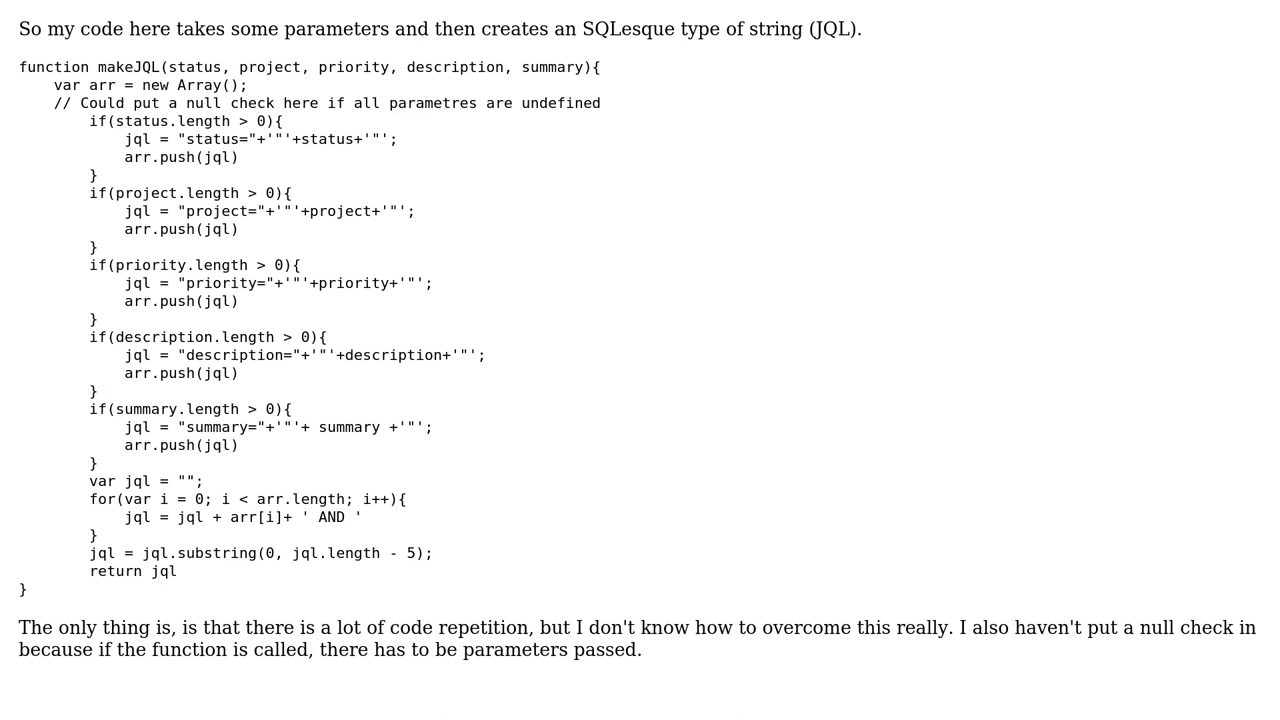 So my code here takes some parameters and then creates an SQLesque type of string (JQL).
function makeJQL(status, project, priority, description, summary){
    var arr = new Array();
    // Could put a null check here if all parametres are undefined
        if(status.length > 0){
            jql = "status="+'"'+status+'"';
            arr.push(jql)
        }
        if(project.length > 0){
            jql = "project="+'"'+project+'"';
            arr.push(jql)
        }
        if(priority.length > 0){
            jql = "priority="+'"'+priority+'"';
            arr.push(jql)
        }
        if(description.length > 0){
            jql = "description="+'"'+description+'"';
            arr.push(jql)
        }
        if(summary.length > 0){
            jql = "summary="+'"'+ summary +'"';
            arr.push(jql)
        }
        var jql = "";
        for(var i = 0; i < arr.length; i++){
            jql = jql + arr[i]+ ' AND '
        }
        jql = jql.substring(0, jql.length - 5);
        return jql
}
The only thing is, is that there is a lot of code repetition, but I don't know how to overcome this really. I also haven't put a null check in
because if the function is called, there has to be parameters passed.